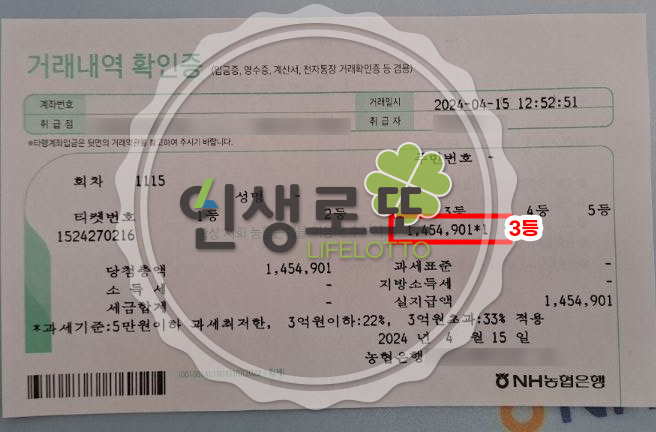 거래내역 확인증 (입금증, 영수증, 계산서, 전자통장 거래확인증 등 겸용)
계좌번호 거래일시 2024-04-15 12:52:51
취급점 취급자
*타행계좌입금은 뒷면의 거래약관을 참고하여 주시기 바랍니다.
주민번호 -
회차 1115
성명 -
인생로또
LIFELOTTO
티켓번호 1등 2등 3등 4등 5등
1524270216 1,454,901*1 3등
당첨총액 1,454,901 과세표준 -
소득세 - 지방소득세 -
세금합계 - 실지급액 1,454,901
*과세기준:5만원이하 과세최저한, 3억원이하:22%, 3억원초과:33% 적용
2024 년 4 월 15 일
농협은행
NH농협은행